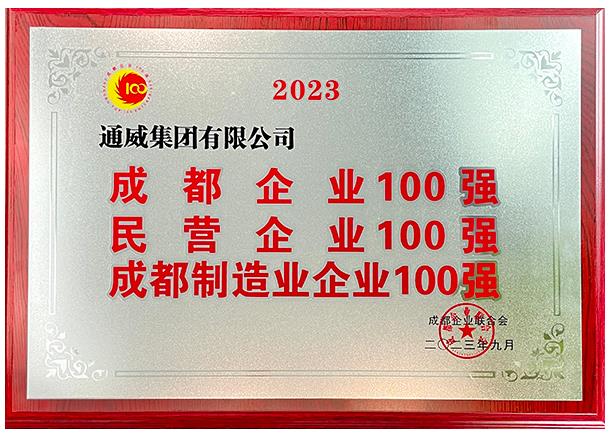 100
2023
通威集团有限公司
成都企业100强
民营企业100强
成都制造业企业100强
成都企业联合会
二〇二三年九月